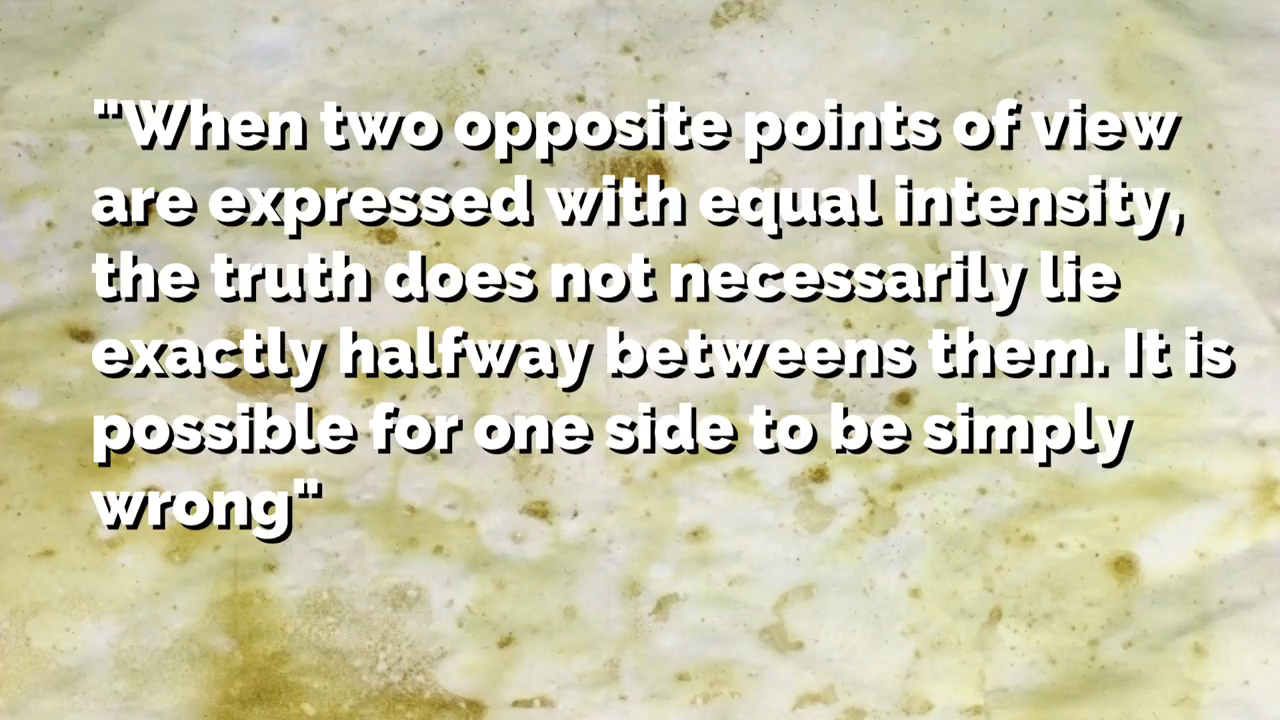 "When two opposite points of view
are expressed with equal intensity,
the truth does not necessarily lie
exactly halfway betweens them. It is
possible for one side to be simply
wrong"